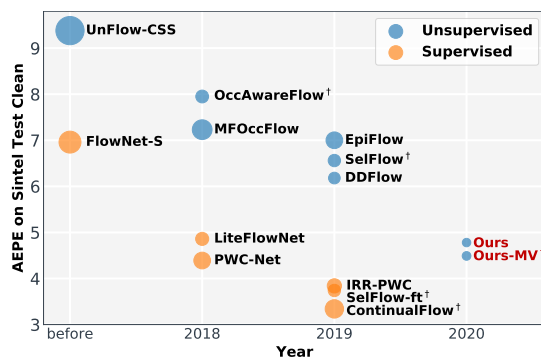 AEPE on Sintel Test Clean
9
8
7
6
5
4
3
Unsupervised
Supervised
UnFlow-CSS
FlowNet-S
OccAwareFlow†
MFOccFlow
EpiFlow
SelFlow†
DDFlow
LiteFlowNet
PWC-Net
Ours
Ours-MV
IRR-PWC
SelFlow-ft†
ContinualFlow†
before 2018 2019 2020
Year